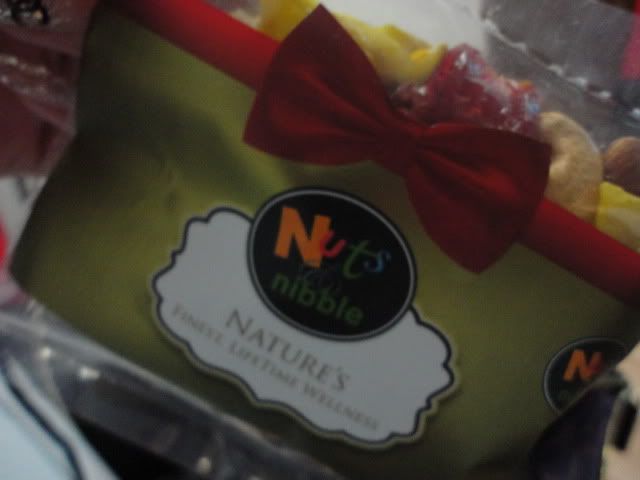 Nuts
nibble
NATURE'S
FINEST LIFETIME WELLNESS